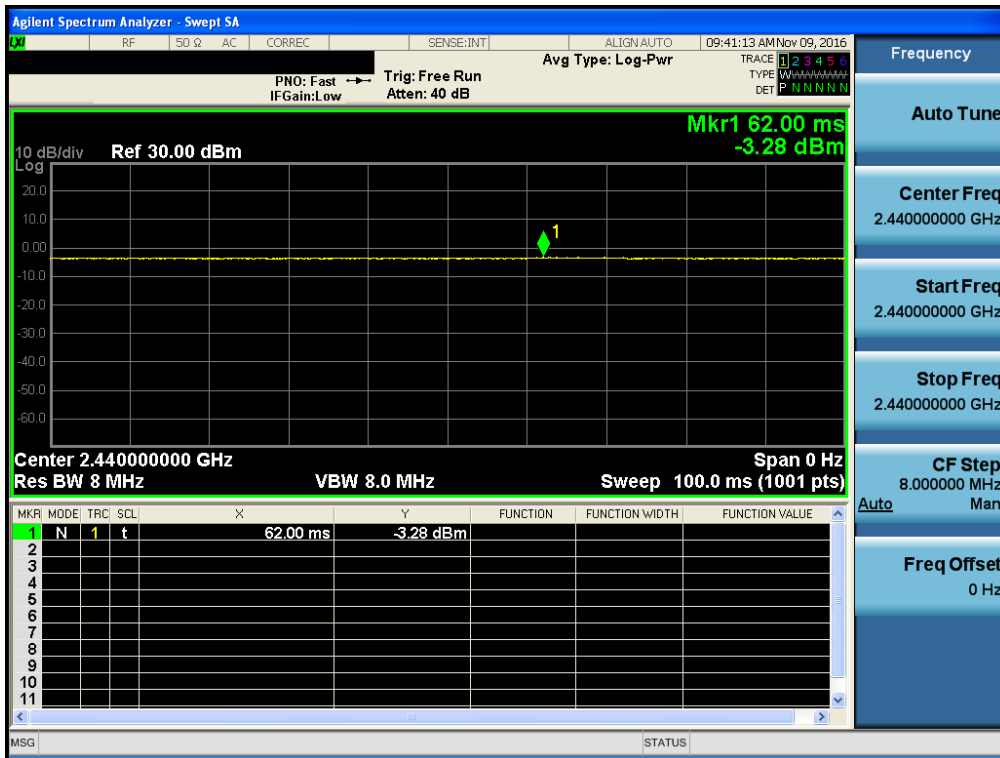 Agilent Spectrum Analyzer - Swept SA
LXI RF 50 Ω AC CORREC SENSE:INT ALIGN AUTO 09:41:13 AM Nov 09, 2016
Avg Type: Log-Pwr
TRACE 1 2 3 4 5 6
TYPE W
DET P N N N N N
PNO: Fast Trig: Free Run
IFGain:Low Atten: 40 dB
Mkr1 62.00 ms
-3.28 dBm
10 dB/div Ref 30.00 dBm
Log
20.0
10.0
0.00
-10.0
-20.0
-30.0
-40.0
-50.0
-60.0
1
Center 2.440000000 GHz Span 0 Hz
Res BW 8 MHz VBW 8.0 MHz Sweep 100.0 ms (1001 pts)
MKR MODE TRC SCL X Y FUNCTION FUNCTION WIDTH FUNCTION VALUE
1 N 1 t 62.00 ms -3.28 dBm
2
3
4
5
6
7
8
9
10
11
MSG STATUS
Frequency
Auto Tune
Center Freq
2.440000000 GHz
Start Freq
2.440000000 GHz
Stop Freq
2.440000000 GHz
CF Step
8.000000 MHz
Auto Man
Freq Offset
0 Hz